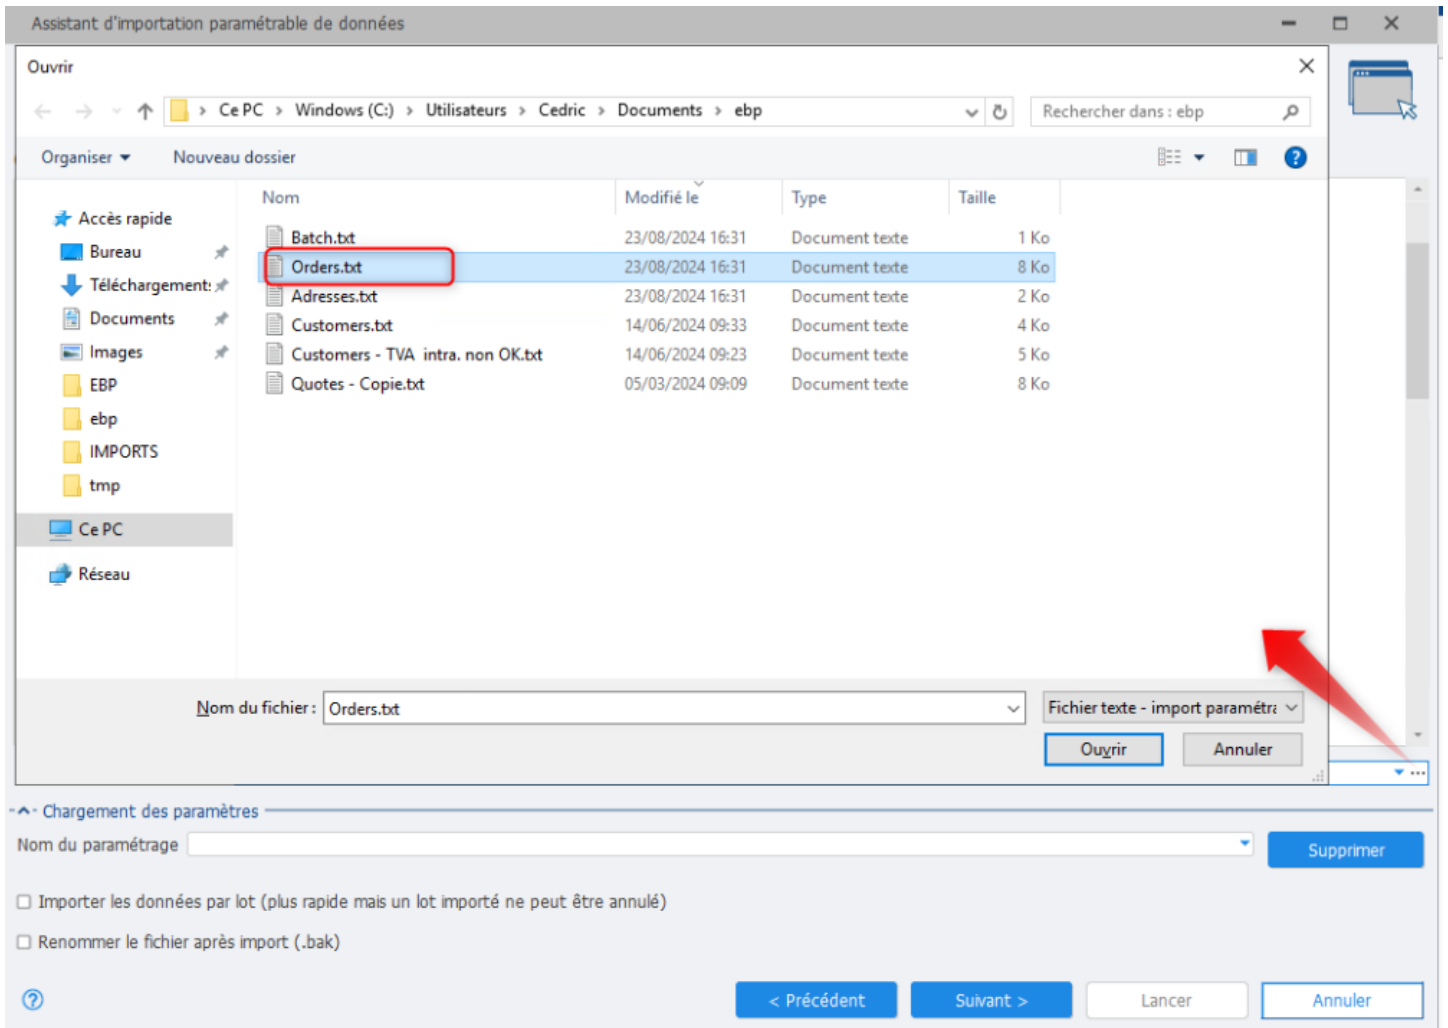 Assistant d'importation paramétrable de données
Ouvrir
Ce PC > Windows (C:) > Utilisateurs > Cedric > Documents > ebp
Rechercher dans : ebp
Organiser Nouveau dossier
Nom Modifié le Type Taille
Accès rapide
Bureau
Téléchargements
Documents
Images
EBP
ebp
IMPORTS
tmp
Ce PC
Réseau
Batch.txt 23/08/2024 16:31 Document texte 1 Ko
Orders.txt 23/08/2024 16:31 Document texte 8 Ko
Adresses.txt 23/08/2024 16:31 Document texte 2 Ko
Customers.txt 14/06/2024 09:33 Document texte 4 Ko
Customers - TVA intra. non OK.txt 14/06/2024 09:23 Document texte 5 Ko
Quotes - Copie.txt 05/03/2024 09:09 Document texte 8 Ko
Nom du fichier : Orders.txt Fichier texte - import paramétra
Ouvrir Annuler
Chargement des paramètres
Nom du paramétrage Supprimer
Importer les données par lot (plus rapide mais un lot importé ne peut être annulé)
Renommer le fichier après import (.bak)
< Précédent Suivant > Lancer Annuler